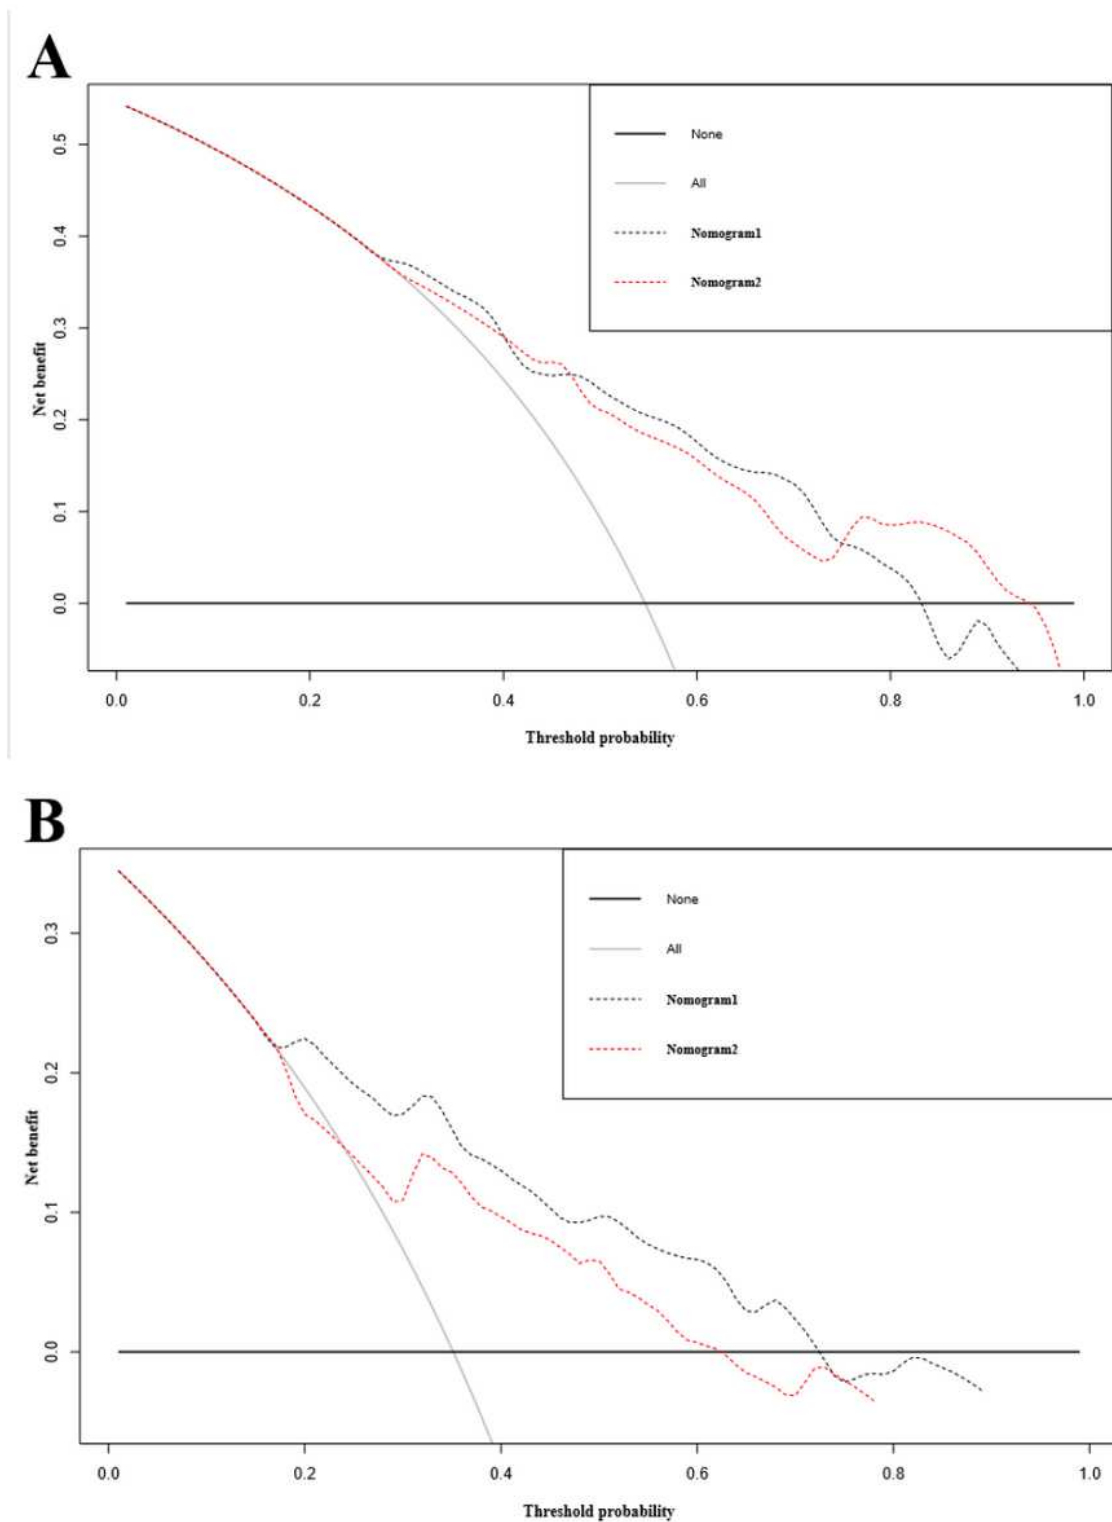 A
None
All
Nomogram1
Nomogram2
0.5
0.4
0.3
0.2
0.1
0.0
Net benefit
0.0 0.2 0.4 0.6 0.8 1.0
Threshold probability
B
None
All
Nomogram1
Nomogram2
0.3
0.2
0.1
0.0
Net benefit
0.0 0.2 0.4 0.6 0.8 1.0
Threshold probability